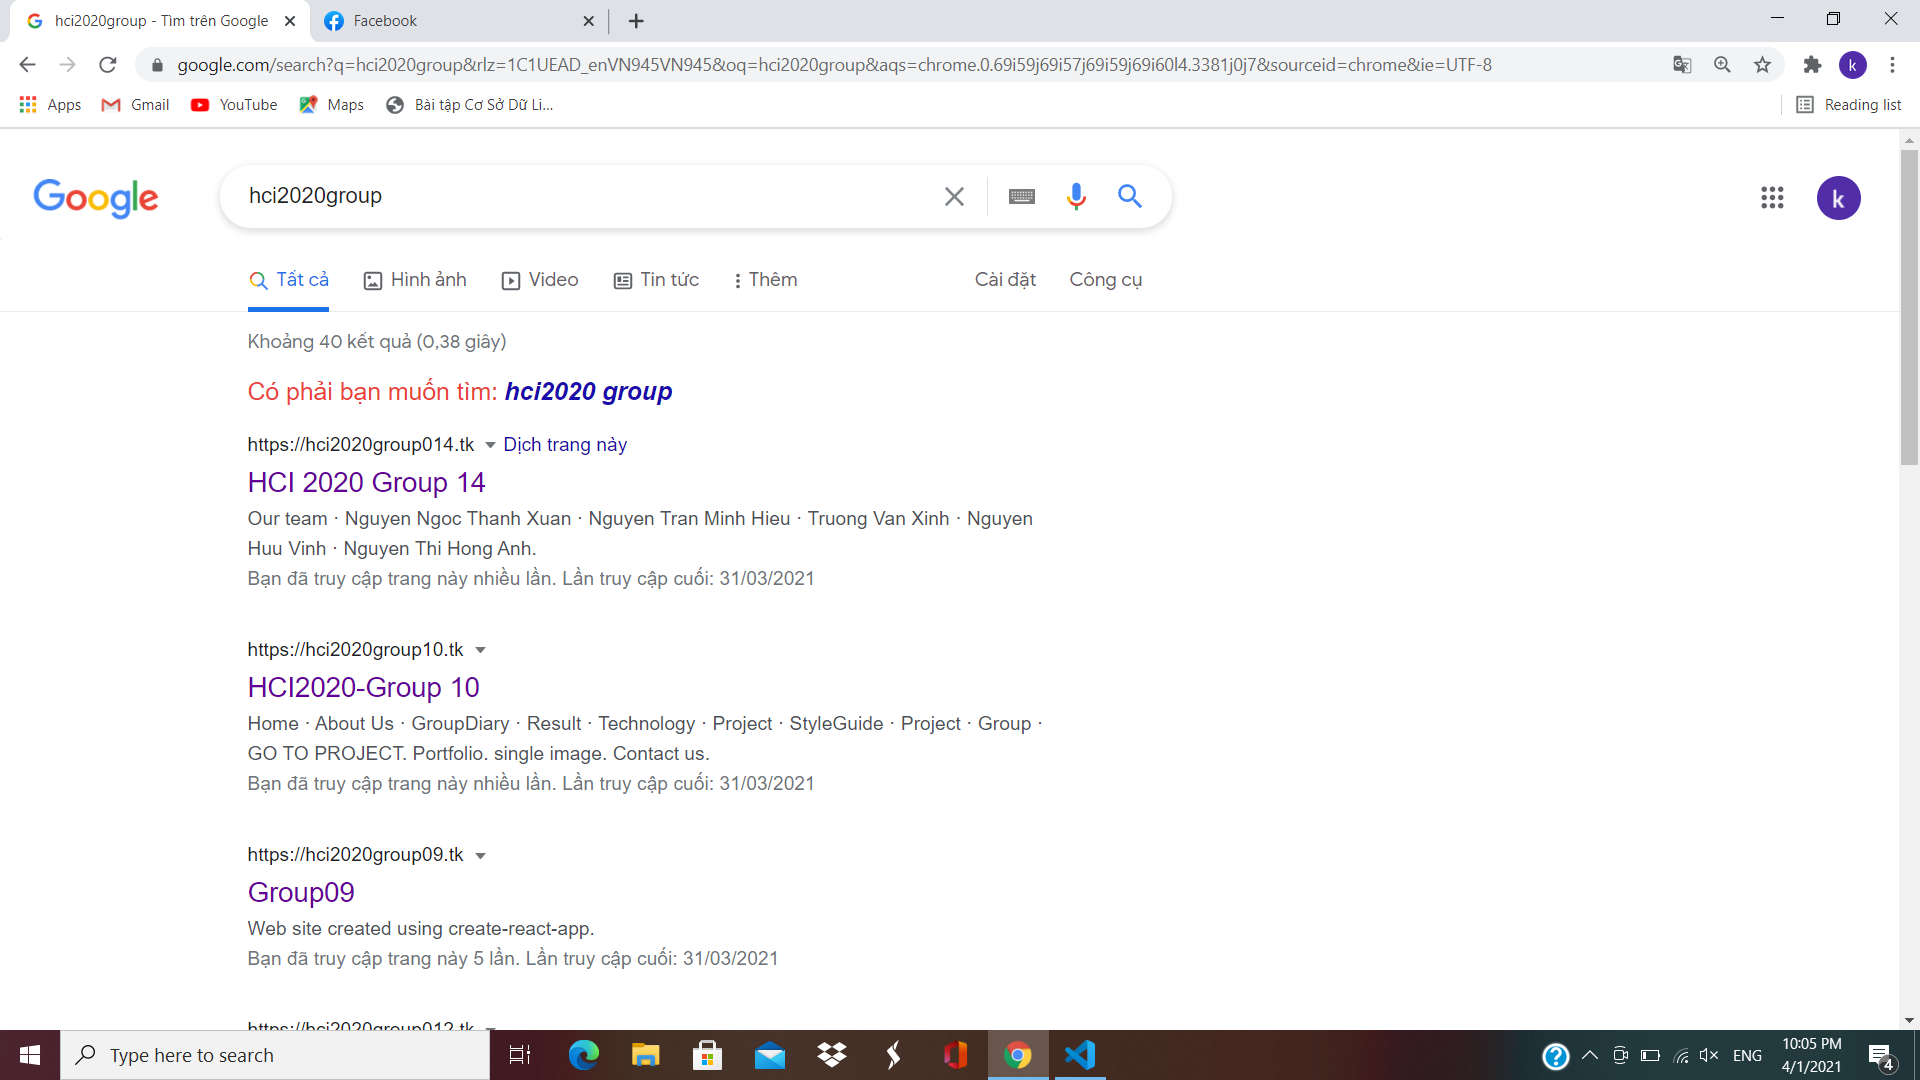 hci2020group - Tìm trên Google
Facebook
google.com/search?q=hci2020group&rlz=1C1UEAD_enVN945VN945&oq=hci2020group&aqs=chrome.0.69i59j69i57j69i59j69i60l4.3381j0j7&sourceid=chrome&ie=UTF-8
k
Apps
Gmail
YouTube
Maps
Bài tập Cơ Sở Dữ Li...
Reading list
Google
hci2020group
k
Tất cả
Hình ảnh
Video
Tin tức
Thêm
Cài đặt
Công cụ
Khoảng 40 kết quả (0,38 giây)
Có phải bạn muốn tìm: hci2020 group
https://hci2020group014.tk Dịch trang này
HCI 2020 Group 14
Our team · Nguyen Ngoc Thanh Xuan · Nguyen Tran Minh Hieu · Truong Van Xinh · Nguyen
Huu Vinh · Nguyen Thi Hong Anh.
Bạn đã truy cập trang này nhiều lần. Lần truy cập cuối: 31/03/2021
https://hci2020group10.tk
HCI2020-Group 10
Home · About Us · GroupDiary · Result · Technology · Project · StyleGuide · Project · Group ·
GO TO PROJECT. Portfolio. single image. Contact us.
Bạn đã truy cập trang này nhiều lần. Lần truy cập cuối: 31/03/2021
https://hci2020group09.tk
Group09
Web site created using create-react-app.
Bạn đã truy cập trang này 5 lần. Lần truy cập cuối: 31/03/2021
https://hci2020group012.tk
Type here to search
ENG
10:05 PM
4/1/2021
4